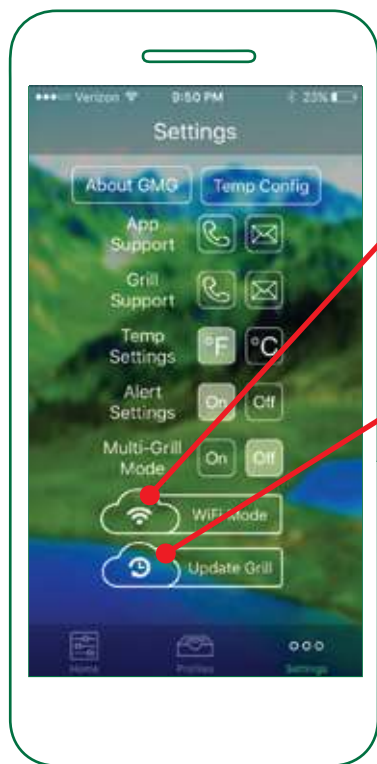 Verizon 9:50 PM 23%
Settings
About GMG Temp Config
App
Support
Grill
Support
Temp
Settings °F °C
Alert
Settings On Off
Multi-Grill
Mode On Off
WiFi Mode
Update Grill
Home Profiles Settings